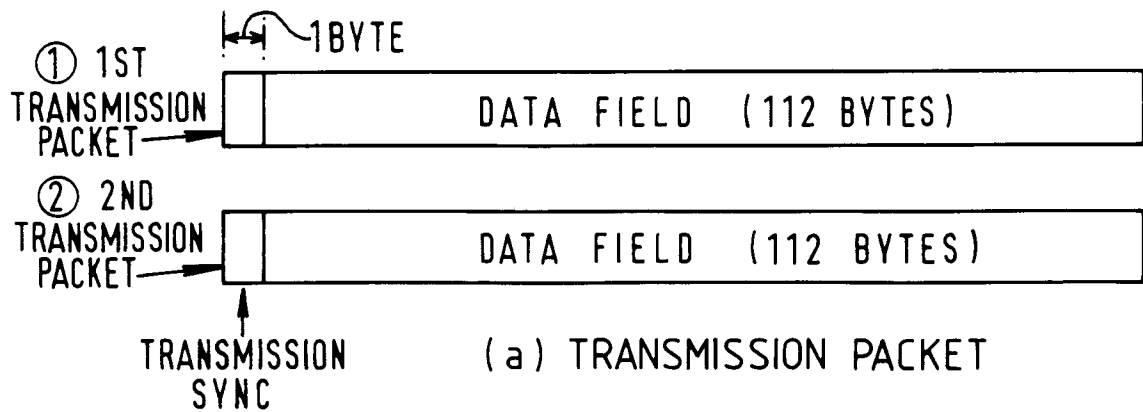 1BYTE
① 1ST
TRANSMISSION
PACKET
DATA FIELD (112 BYTES)
② 2ND
TRANSMISSION
PACKET
DATA FIELD (112 BYTES)
TRANSMISSION
SYNC
(a) TRANSMISSION PACKET